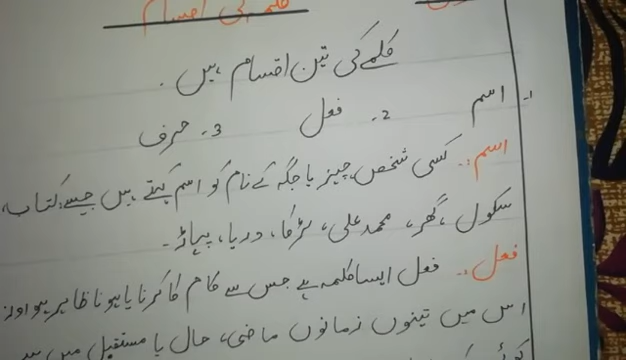 کلمے کی اقسام
کلمے کی تین اقسام ہیں۔
1۔ اسم 2۔ فعل 3۔ حرف
اسم:۔ کسی شخص، چیز یا جگہ کے نام کو اسم کہتے ہیں جیسے: کتاب،
سکول، گھر، محمد علی، لڑکا، دریا، پہاڑ۔
فعل:۔ فعل ایسا کلمہ ہے جس سے کام کا کرنا یا ہونا ظاہر ہو اور
اس میں تینوں زمانوں ماضی، حال یا مستقبل میں سے
کوئی